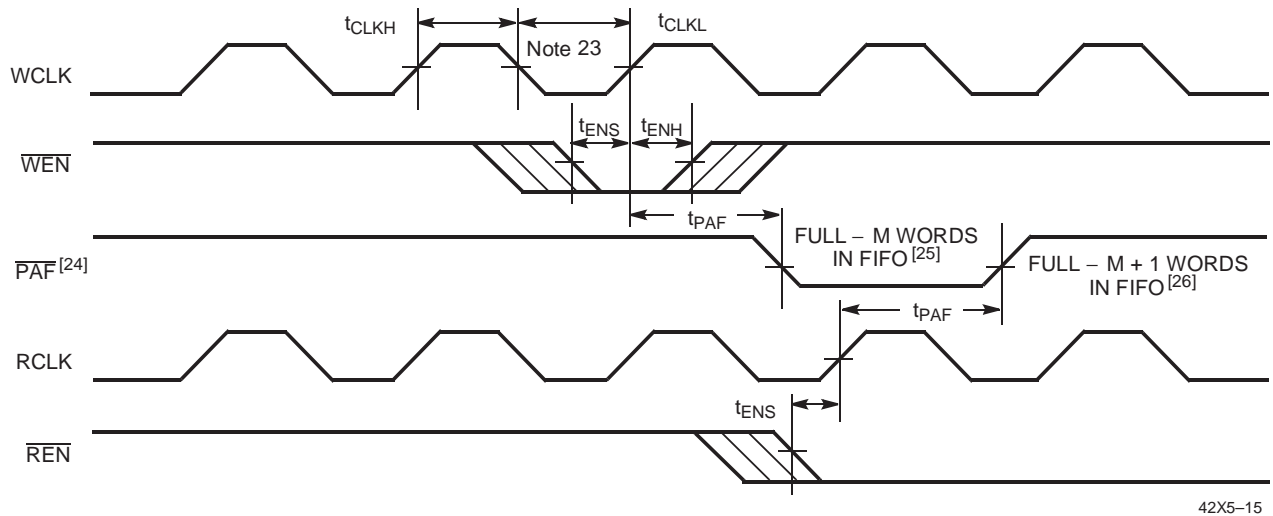 tCLKH
tCLKL
Note 23
WCLK
tENS
tENH
WEN
tPAF
FULL – M WORDS
IN FIFO[25]
PAF[24]
FULL – M + 1 WORDS
IN FIFO[26]
tPAF
RCLK
tENS
REN
42X5–15